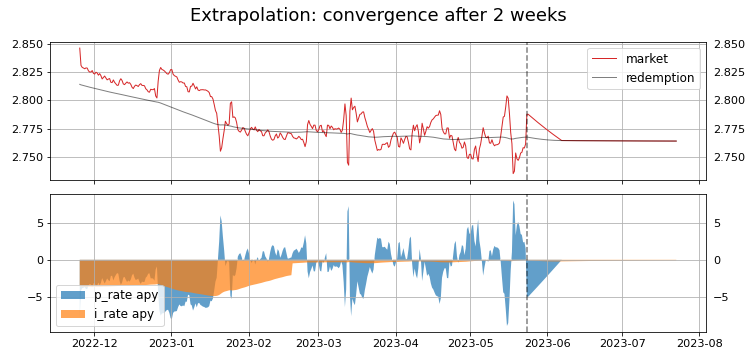 Extrapolation: convergence after 2 weeks
2.850 2.850
2.825 2.825
2.800 2.800
2.775 2.775
2.750 2.750
market
redemption
5 5
0 0
−5 −5
p_rate apy
i_rate apy
2022-12 2023-01 2023-02 2023-03 2023-04 2023-05 2023-06 2023-07 2023-08